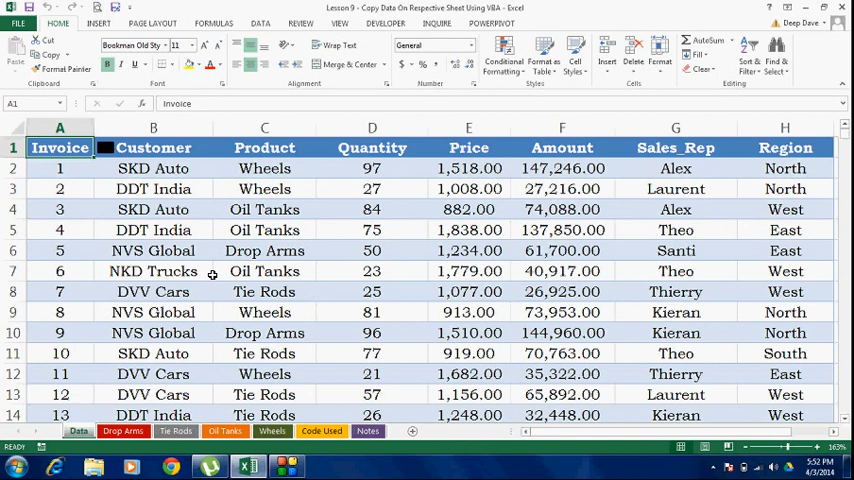 Lesson 9 - Copy Data On Respective Sheet Using VBA - Excel
FILE HOME INSERT PAGE LAYOUT FORMULAS DATA REVIEW VIEW DEVELOPER INQUIRE POWERPIVOT Deep Dave
Paste Cut Copy Format Painter
Clipboard
Bookman Old Sty 11
B I U
Font
Wrap Text
Merge & Center
Alignment
General
$ % ,
Number
Conditional Formatting Format as Table Cell Styles
Styles
Insert Delete Format
Cells
AutoSum Fill Clear Sort & Filter Find & Select
Editing
A1 fx Invoice
A B C D E F G H
1 Invoice Customer Product Quantity Price Amount Sales_Rep Region
2 1 SKD Auto Wheels 97 1,518.00 147,246.00 Alex North
3 2 DDT India Wheels 27 1,008.00 27,216.00 Laurent North
4 3 SKD Auto Oil Tanks 84 882.00 74,088.00 Alex West
5 4 DDT India Oil Tanks 75 1,838.00 137,850.00 Theo East
6 5 NVS Global Drop Arms 50 1,234.00 61,700.00 Santi East
7 6 NKD Trucks Oil Tanks 23 1,779.00 40,917.00 Theo West
8 7 DVV Cars Tie Rods 25 1,077.00 26,925.00 Thierry West
9 8 NVS Global Wheels 81 913.00 73,953.00 Kieran North
10 9 NVS Global Drop Arms 96 1,510.00 144,960.00 Kieran North
11 10 SKD Auto Tie Rods 77 919.00 70,763.00 Theo South
12 11 DVV Cars Wheels 21 1,682.00 35,322.00 Thierry East
13 12 DVV Cars Tie Rods 57 1,156.00 65,892.00 Laurent West
14 13 DDT India Tie Rods 26 1,248.00 32,448.00 Kieran West
Data Drop Arms Tie Rods Oil Tanks Wheels Code Used Notes
READY 163%
5:52 PM
4/3/2014